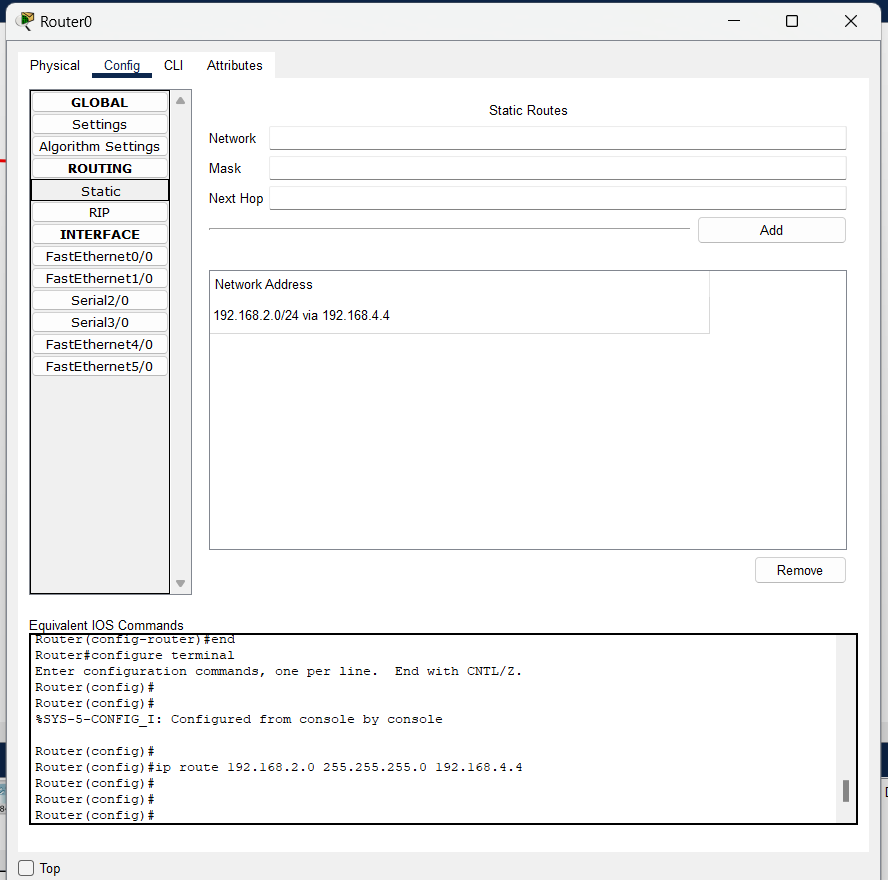 Router0
Physical Config CLI Attributes
GLOBAL
Settings
Algorithm Settings
ROUTING
Static
RIP
INTERFACE
FastEthernet0/0
FastEthernet1/0
Serial2/0
Serial3/0
FastEthernet4/0
FastEthernet5/0
Static Routes
Network
Mask
Next Hop
Add
Network Address
192.168.2.0/24 via 192.168.4.4
Remove
Equivalent IOS Commands
Router(config-router)#end
Router#configure terminal
Enter configuration commands, one per line.  End with CNTL/Z.
Router(config)#
Router(config)#
%SYS-5-CONFIG_I: Configured from console by console
Router(config)#
Router(config)#ip route 192.168.2.0 255.255.255.0 192.168.4.4
Router(config)#
Router(config)#
Router(config)#
Top